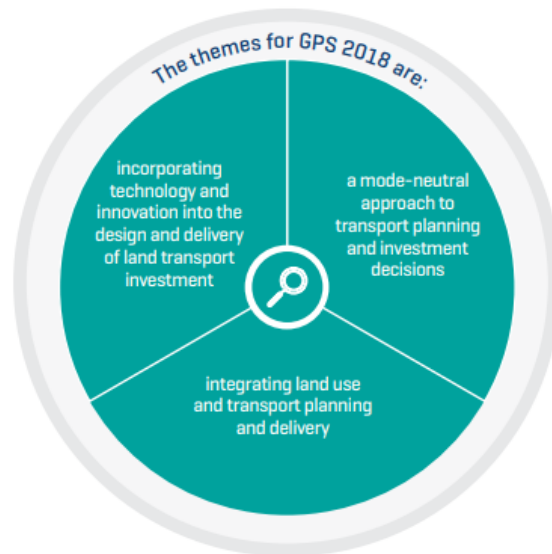 The themes for GPS 2018 are:
incorporating
technology and
innovation into the
design and delivery
of land transport
investment
a mode-neutral
approach to
transport planning
and investment
decisions
integrating land use
and transport planning
and delivery